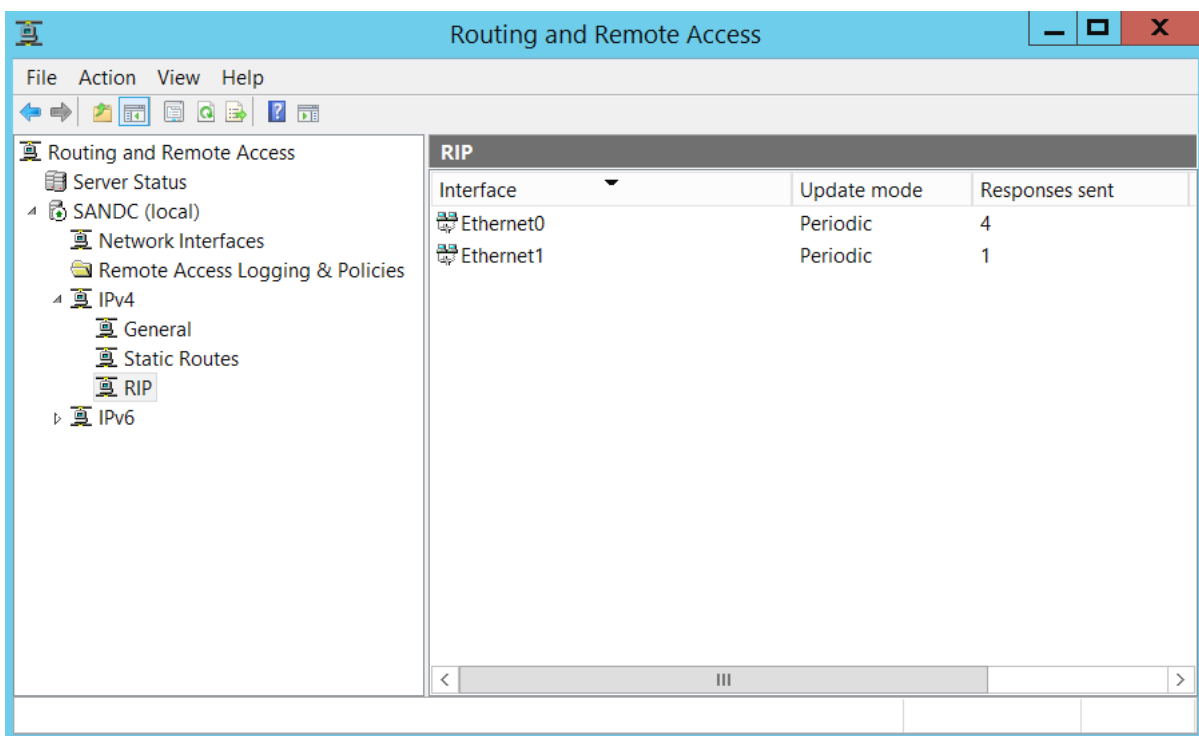 Routing and Remote Access
File Action View Help
Routing and Remote Access
Server Status
SANDC (local)
Network Interfaces
Remote Access Logging & Policies
IPv4
General
Static Routes
RIP
IPv6
RIP
Interface Update mode Responses sent
Ethernet0 Periodic 4
Ethernet1 Periodic 1